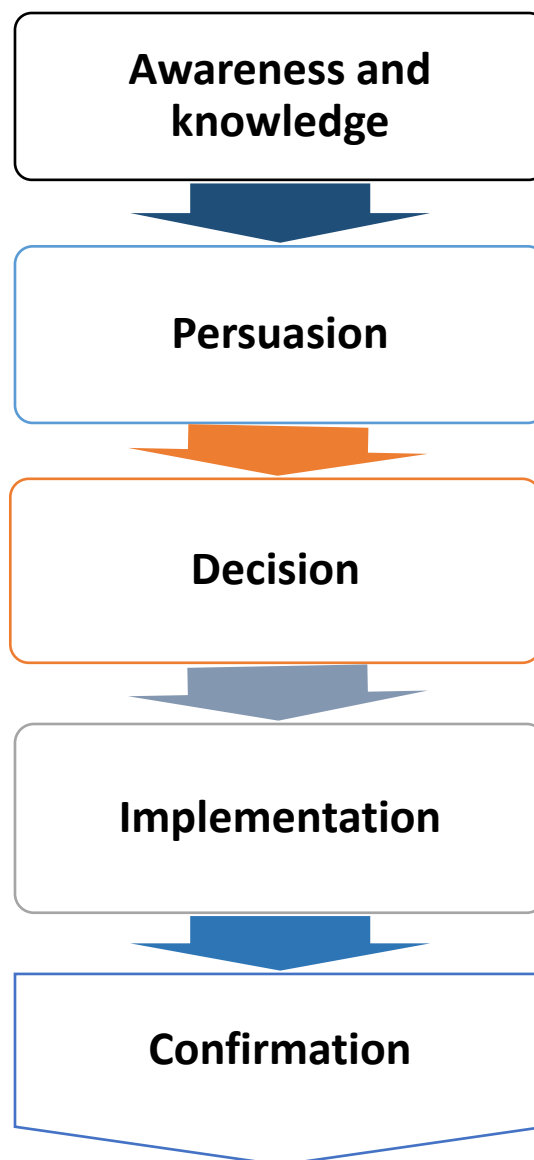 Awareness and
knowledge
Persuasion
Decision
Implementation
Confirmation